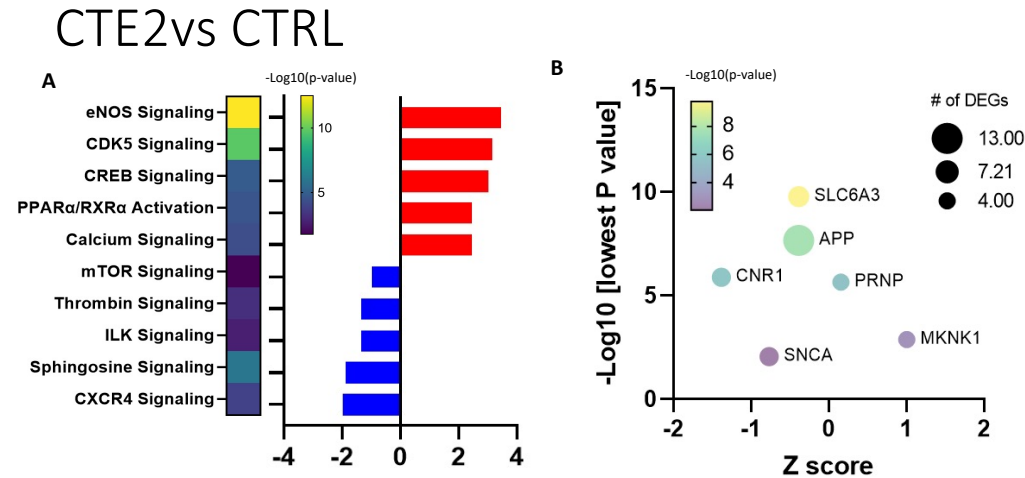 CTE2vs CTRL
A
-Log10(p-value)
10
5
eNOS Signaling
CDK5 Signaling
CREB Signaling
PPARα/RXRα Activation
Calcium Signaling
mTOR Signaling
Thrombin Signaling
ILK Signaling
Sphingosine Signaling
CXCR4 Signaling
-4 -2 0 2 4
B
-Log10(p-value)
8
6
4
# of DEGs
13.00
7.21
4.00
-Log10 [lowest P value]
15
10
5
0
SLC6A3
APP
CNR1
PRNP
MKNK1
SNCA
-2 -1 0 1 2
Z score